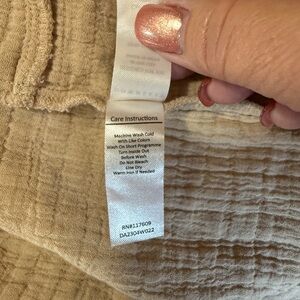 Care Instructions
Machine Wash Cold
With Like Colors
Wash On Short Programme
Turn Inside Out
Before Wash
Do Not Bleach
Line Dry
Warm Iron if Needed
RN#117609
DA2304W022